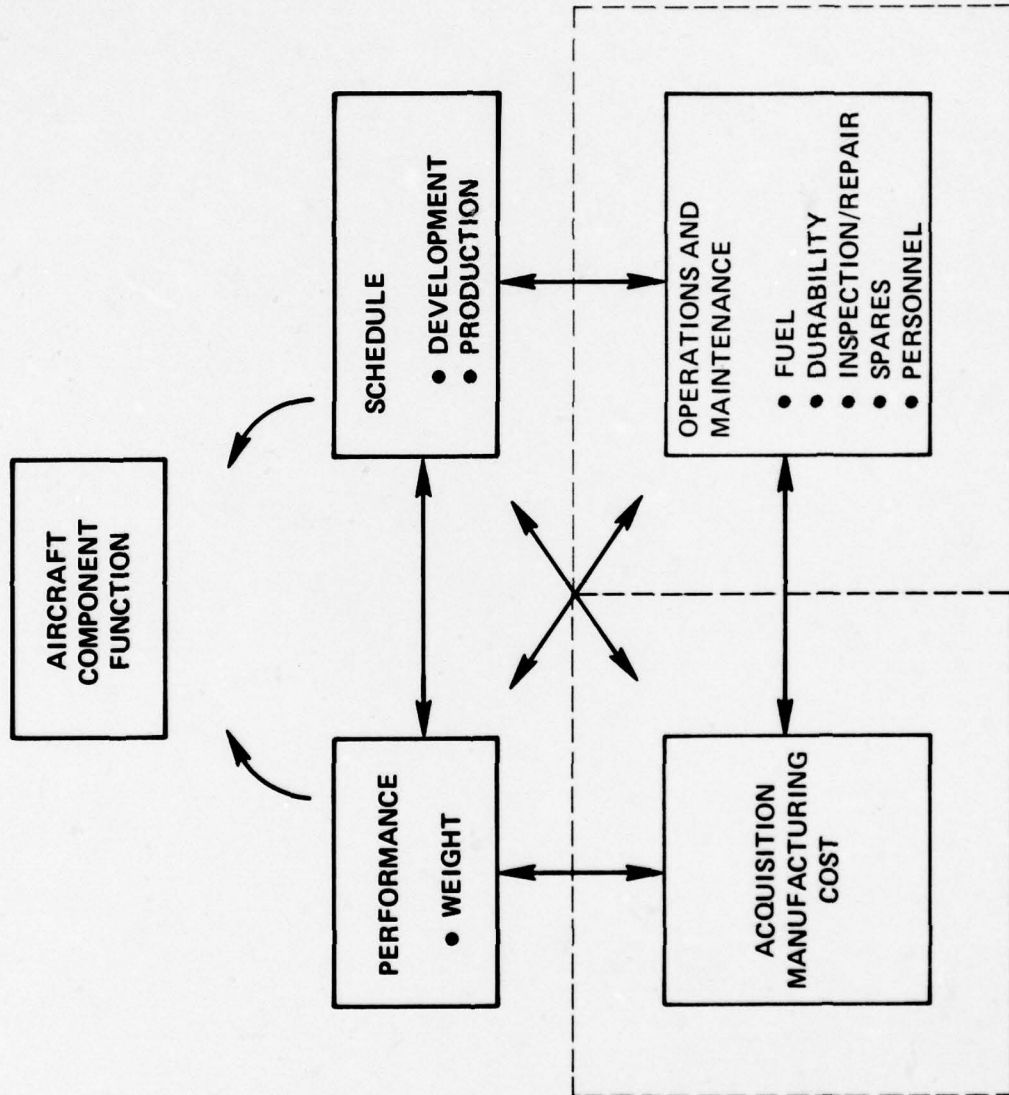 AIRCRAFT
COMPONENT
FUNCTION
PERFORMANCE
● WEIGHT
SCHEDULE
● DEVELOPMENT
● PRODUCTION
ACQUISITION
MANUFACTURING
COST
OPERATIONS AND
MAINTENANCE
● FUEL
● DURABILITY
● INSPECTION/REPAIR
● SPARES
● PERSONNEL